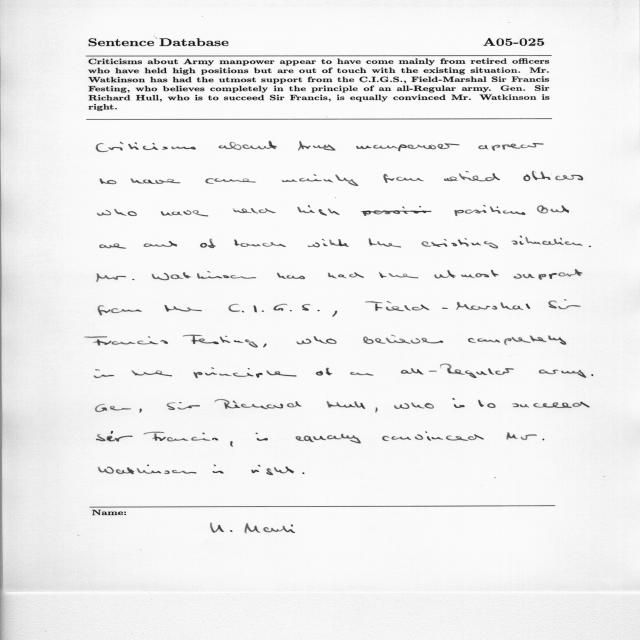 Sentence Database A05-025
Criticisms about Army manpower appear to have come mainly from retired officers
who have held high positions but are out of touch with the existing situation. Mr.
Watkinson has had the utmost support from the C.I.G.S., Field-Marshal Sir Francis
Festing, who believes completely in the principle of an all-Regular army. Gen. Sir
Richard Hull, who is to succeed Sir Francis, is equally convinced Mr. Watkinson is
right.
Criticisms about Army manpower appear
to have come mainly from retired officers
who have held high positions but
are out of touch with the existing situation.
Mr. Watkinson has had the utmost support
from the C.I.G.S., Field-Marshal Sir
Francis Festing, who believes completely
in the principle of an all-Regular army.
Gen, Sir Richard Hull, who is to succeed
Sir Francis, is equally convinced Mr.
Watkinson is right.
Name: